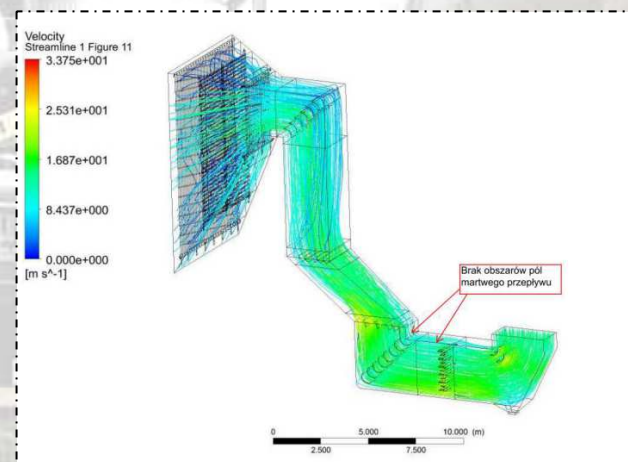 Velocity
Streamline 1 Figure 11
3.375e+001
2.531e+001
1.687e+001
8.437e+000
0.000e+000
[m s^-1]
Brak obszarów pól
martwego przepływu
0 5.000 10.000 (m)
2.500 7.500